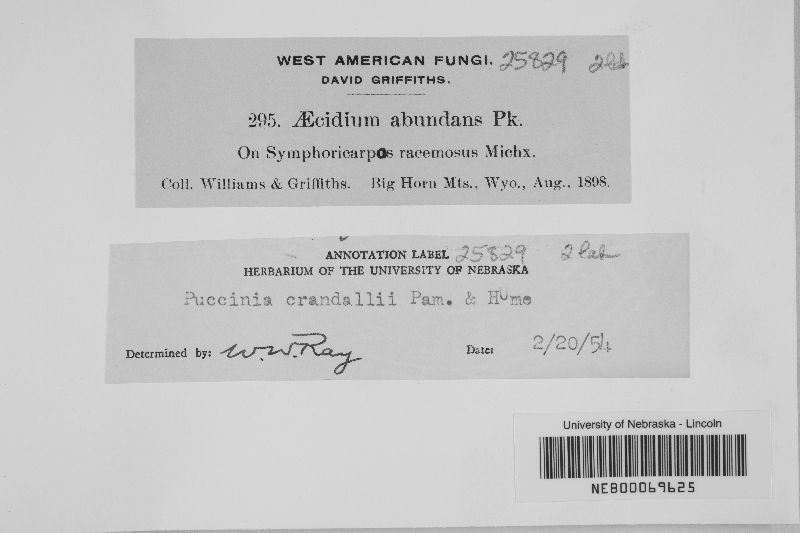 WEST AMERICAN FUNGI. 25829 2 lab
DAVID GRIFFITHS.
295. Æcidium abundans Pk.
On Symphoricarpos racemosus Michx.
Coll. Williams & Griffiths. Big Horn Mts., Wyo., Aug., 1898.
ANNOTATION LABEL 25829 2 lab
HERBARIUM OF THE UNIVERSITY OF NEBRASKA
Puccinia crandallii Pam. & Hume
Determined by: W.W. Ray Date: 2/20/54
University of Nebraska - Lincoln
NEB00069625